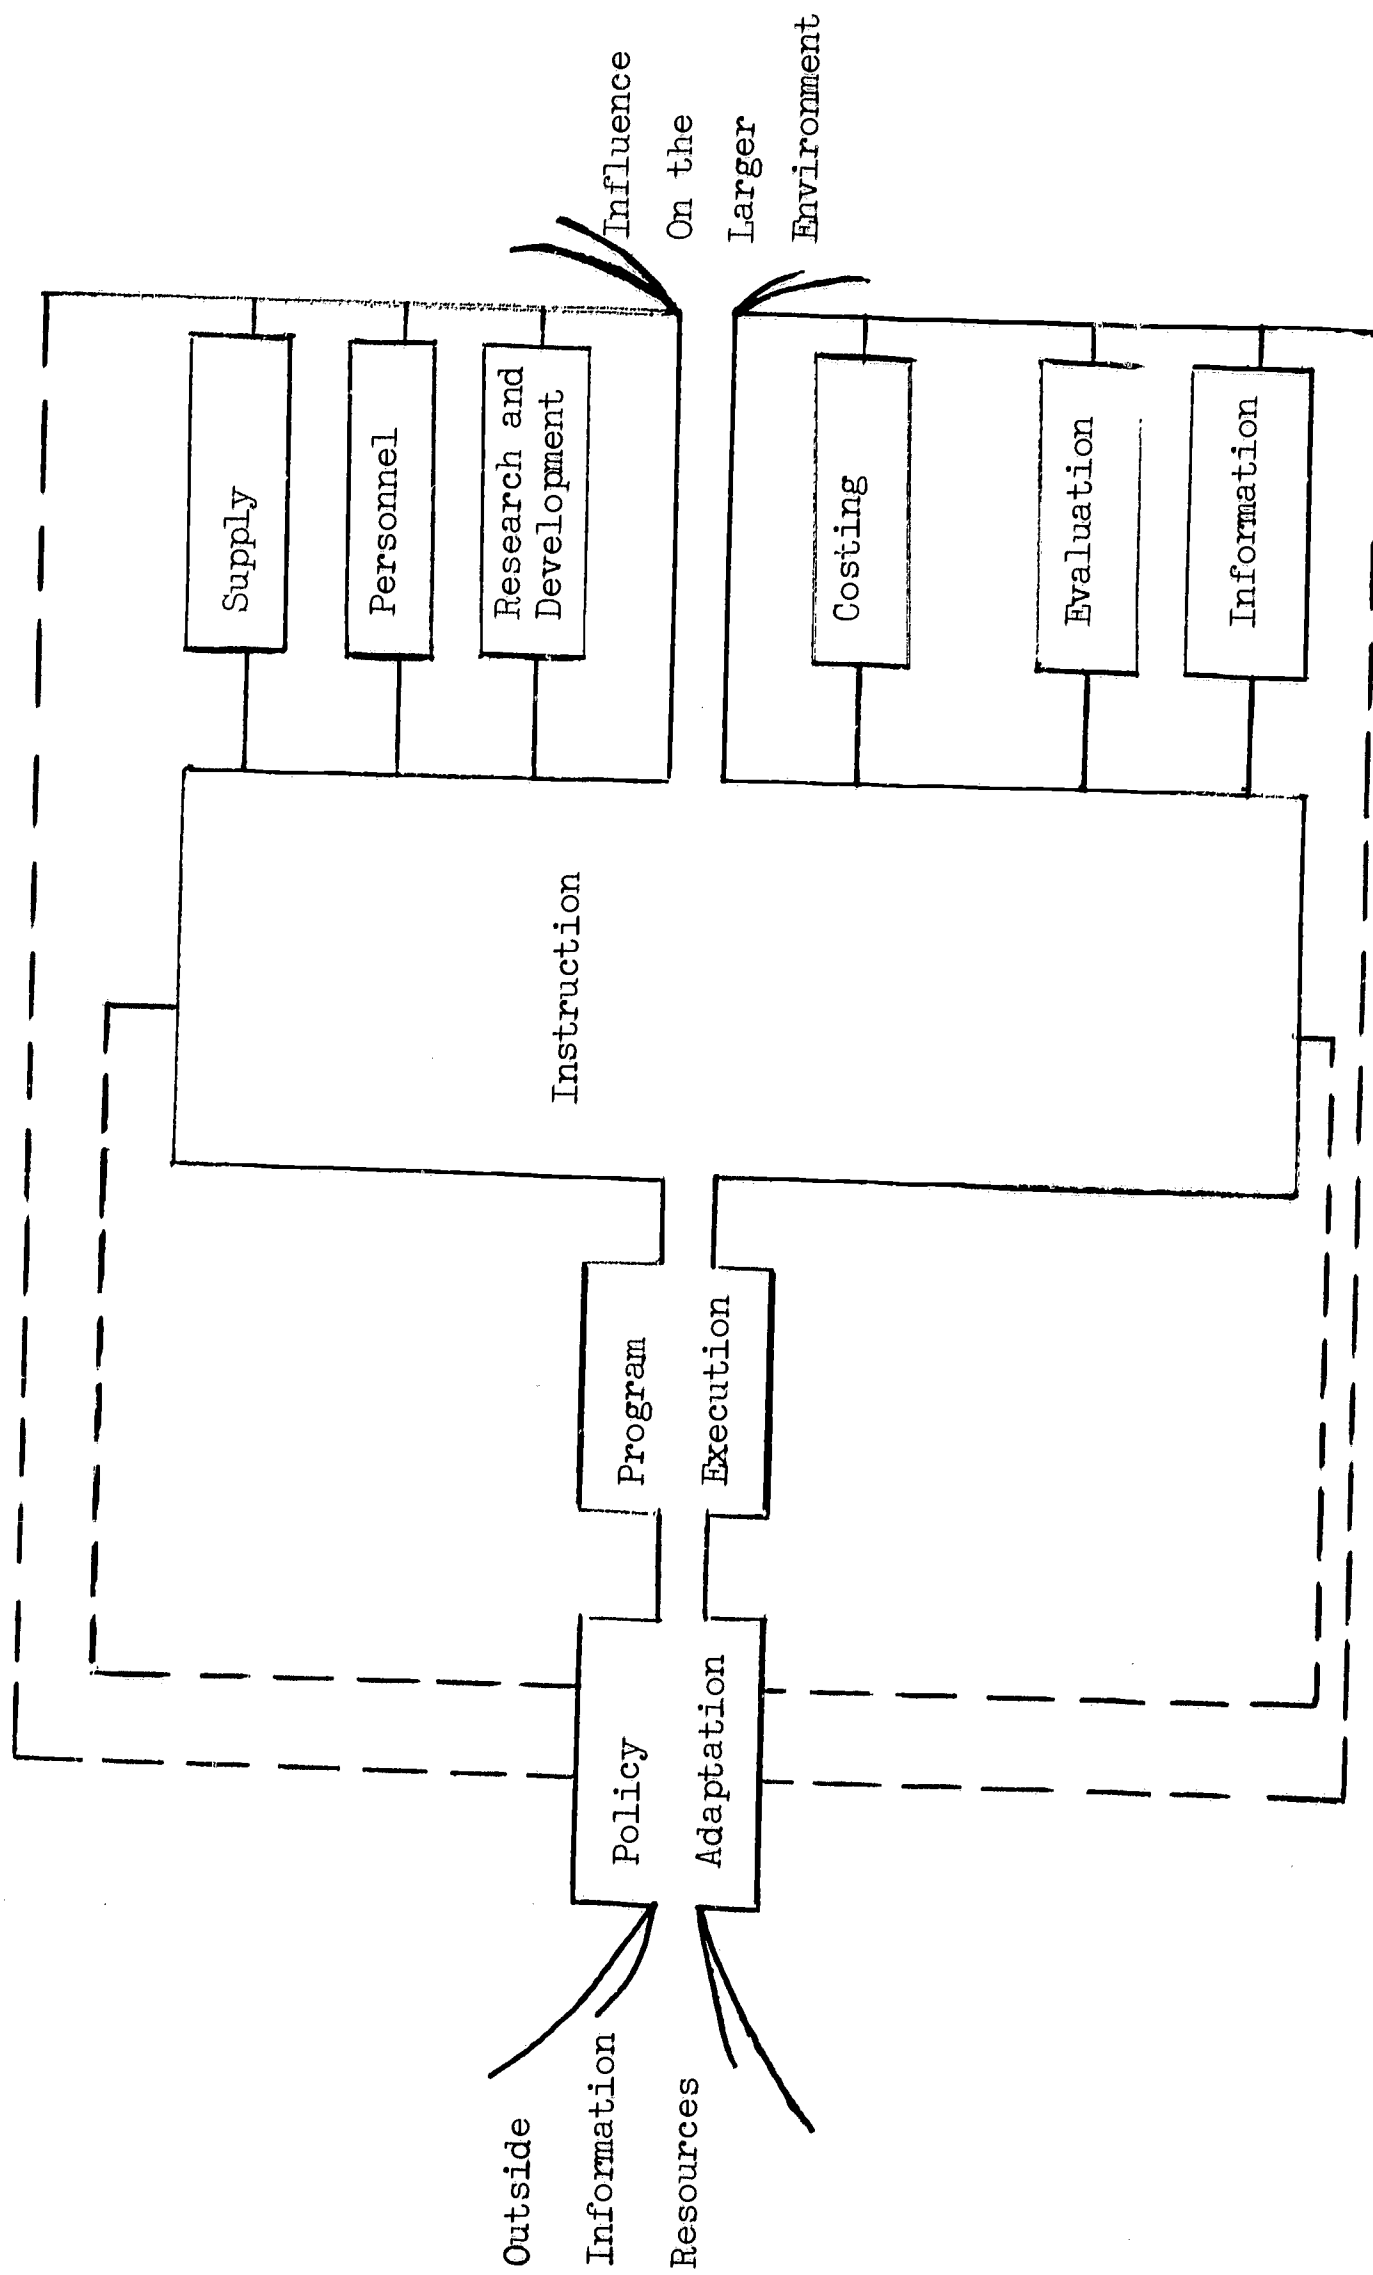 Outside
Information
Resources
Policy
Adaptation
Program
Execution
Instruction
Supply
Personnel
Research and
Development
Costing
Evaluation
Information
Influence
On the
Larger
Environment